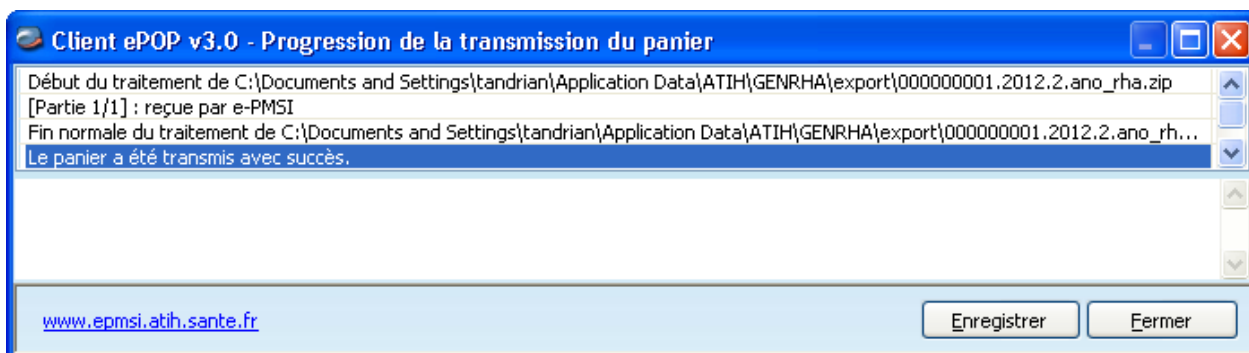 Client ePOP v3.0 - Progression de la transmission du panier
Début du traitement de C:\Documents and Settings\tandrian\Application Data\ATIH\GENRHA\export\000000001.2012.2.ano_rha.zip
[Partie 1/1] : reçue par e-PMSI
Fin normale du traitement de C:\Documents and Settings\tandrian\Application Data\ATIH\GENRHA\export\000000001.2012.2.ano_rh...
Le panier a été transmis avec succès.
www.epmsi.atih.sante.fr
Enregistrer
Fermer